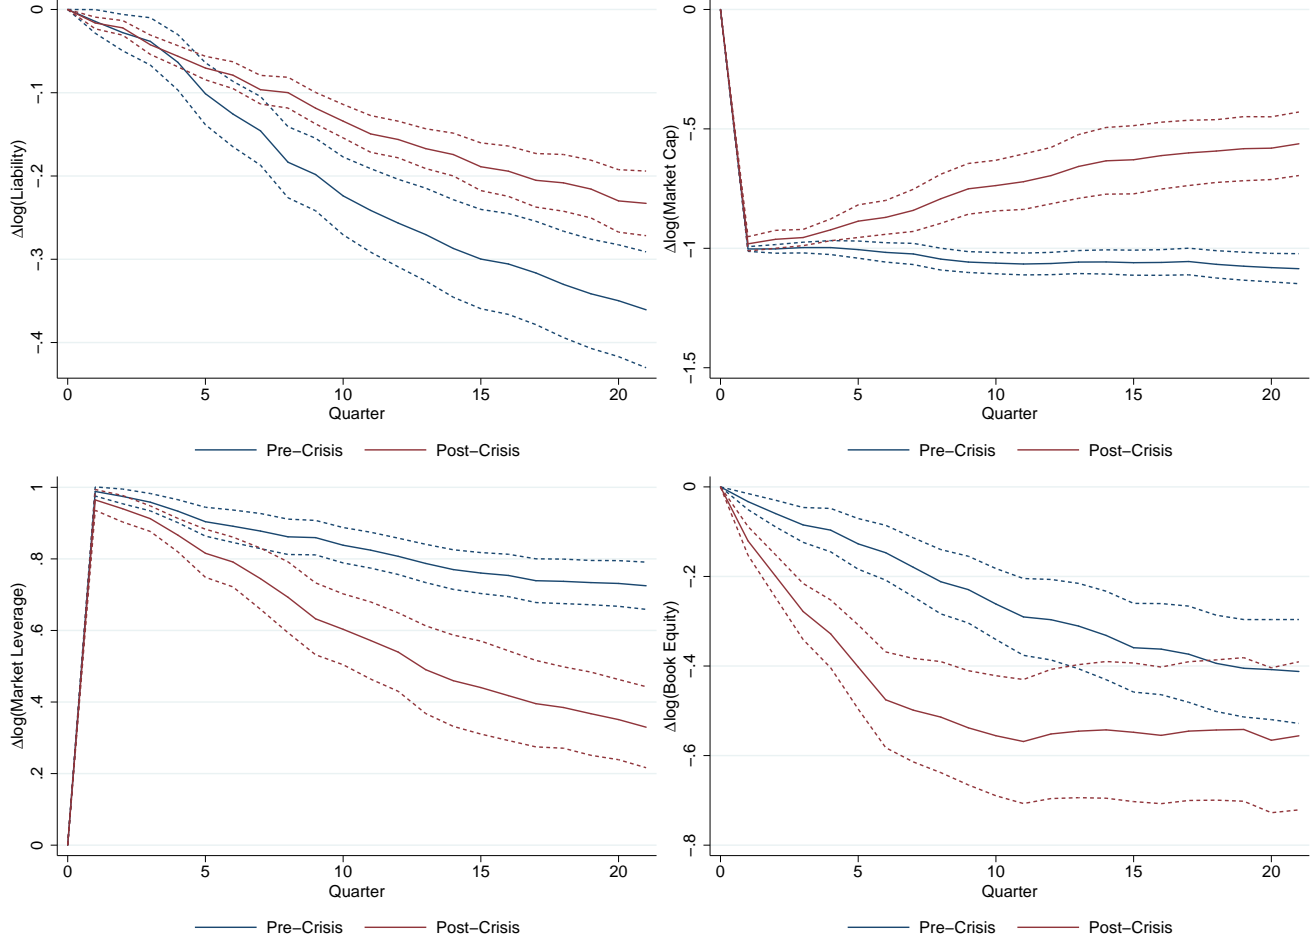 Δlog(Liability)
0
−.1
−.2
−.3
−.4
0 5 10 15 20
Quarter
Pre−Crisis Post−Crisis
Δlog(Market Cap)
0
−.5
−1
−1.5
0 5 10 15 20
Quarter
Pre−Crisis Post−Crisis
Δlog(Market Leverage)
1
.8
.6
.4
.2
0
0 5 10 15 20
Quarter
Pre−Crisis Post−Crisis
Δlog(Book Equity)
0
−.2
−.4
−.6
−.8
0 5 10 15 20
Quarter
Pre−Crisis Post−Crisis